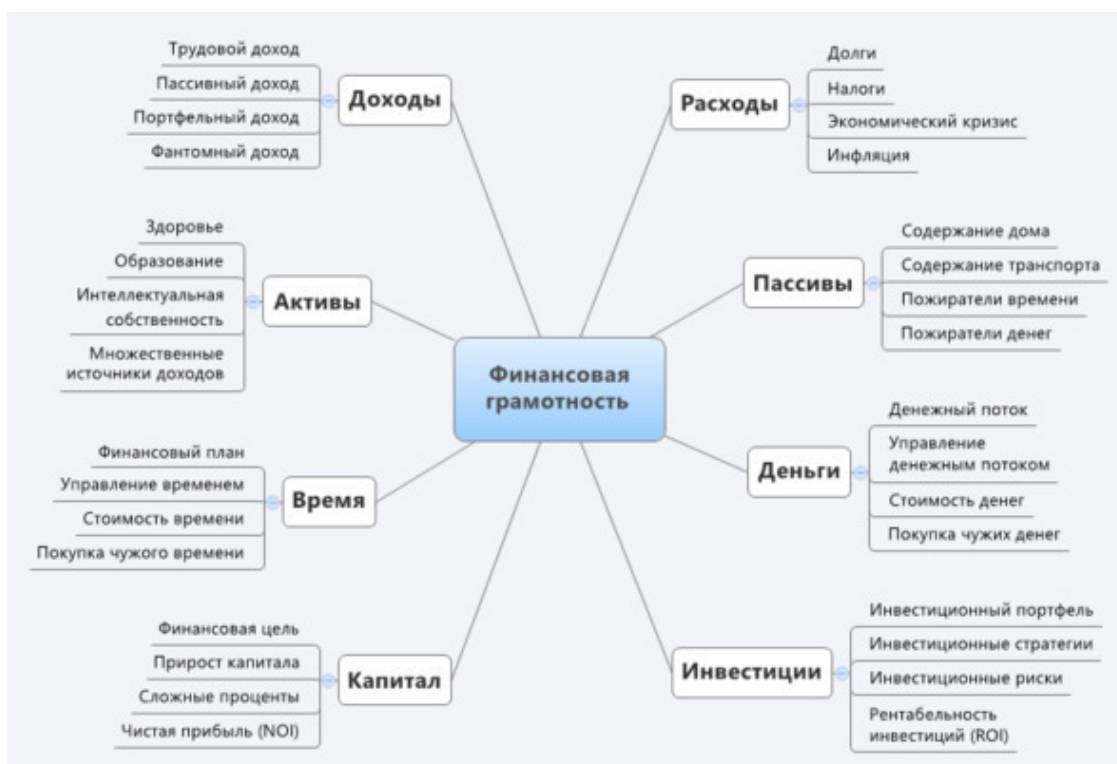 Финансовая
грамотность
Доходы
Трудовой доход
Пассивный доход
Портфельный доход
Фантомный доход
Активы
Здоровье
Образование
Интеллектуальная
собственность
Множественные
источники доходов
Время
Финансовый план
Управление временем
Стоимость времени
Покупка чужого времени
Капитал
Финансовая цель
Прирост капитала
Сложные проценты
Чистая прибыль (NOI)
Расходы
Долги
Налоги
Экономический кризис
Инфляция
Пассивы
Содержание дома
Содержание транспорта
Пожиратели времени
Пожиратели денег
Деньги
Денежный поток
Управление
денежным потоком
Стоимость денег
Покупка чужих денег
Инвестиции
Инвестиционный портфель
Инвестиционные стратегии
Инвестиционные риски
Рентабельность
инвестиций (ROI)